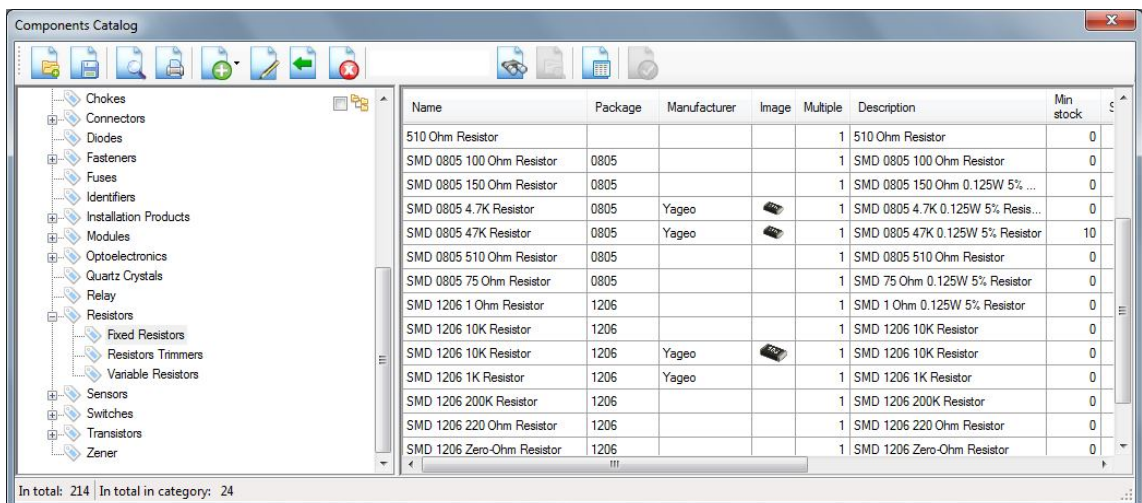 Components Catalog
Chokes
Connectors
Diodes
Fasteners
Fuses
Identifiers
Installation Products
Modules
Optoelectronics
Quartz Crystals
Relay
Resistors
Fixed Resistors
Resistors Trimmers
Variable Resistors
Sensors
Switches
Transistors
Zener
Name Package Manufacturer Image Multiple Description Min stock S
510 Ohm Resistor 1 510 Ohm Resistor 0
SMD 0805 100 Ohm Resistor 0805 1 SMD 0805 100 Ohm Resistor 0
SMD 0805 150 Ohm Resistor 0805 1 SMD 0805 150 Ohm 0.125W 5% ... 0
SMD 0805 4.7K Resistor 0805 Yageo 1 SMD 0805 4.7K 0.125W 5% Resis... 0
SMD 0805 47K Resistor 0805 Yageo 1 SMD 0805 47K 0.125W 5% Resistor 10
SMD 0805 510 Ohm Resistor 0805 1 SMD 0805 510 Ohm Resistor 0
SMD 0805 75 Ohm Resistor 0805 1 SMD 75 Ohm 0.125W 5% Resistor 0
SMD 1206 1 Ohm Resistor 1206 1 SMD 1 Ohm 0.125W 5% Resistor 0
SMD 1206 10K Resistor 1206 1 SMD 1206 10K Resistor 0
SMD 1206 10K Resistor 1206 Yageo 1 SMD 1206 10K Resistor 0
SMD 1206 1K Resistor 1206 Yageo 1 SMD 1206 1K Resistor 0
SMD 1206 200K Resistor 1206 1 SMD 1206 200K Resistor 0
SMD 1206 220 Ohm Resistor 1206 1 SMD 1206 220 Ohm Resistor 0
SMD 1206 Zero-Ohm Resistor 1206 1 SMD 1206 Zero-Ohm Resistor 0
In total: 214 In total in category: 24